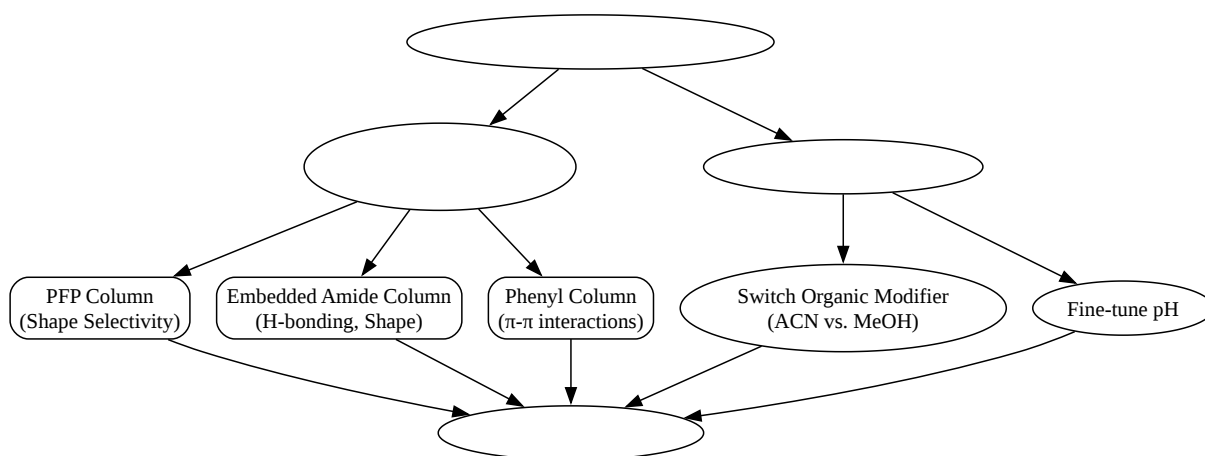 PFP Column
(Shape Selectivity)
Embedded Amide Column
(H-bonding, Shape)
Phenyl Column
(π-π interactions)
Switch Organic Modifier
(ACN vs. MeOH)
Fine-tune pH